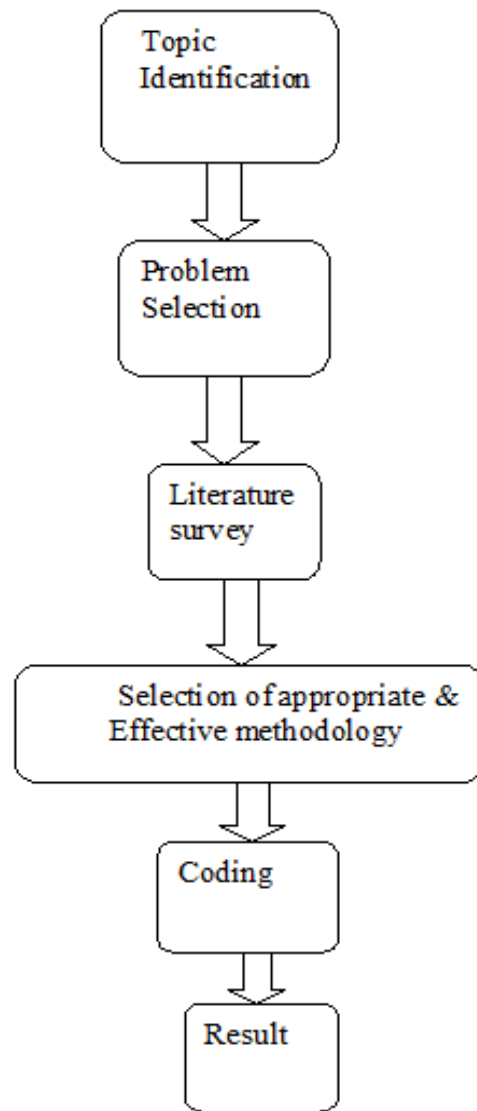 Topic
Identification
Problem
Selection
Literature
survey
Selection of appropriate &
Effective methodology
Coding
Result